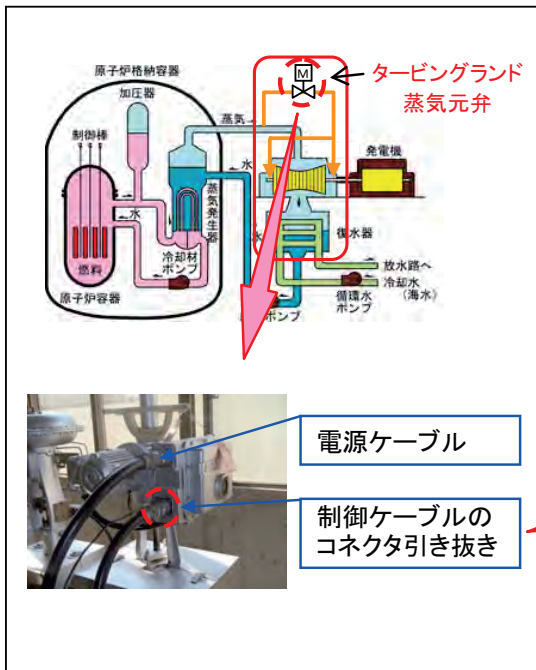 原子炉格納容器
加圧器
制御棒
水
水
燃料
原子炉容器
冷却材
ポンプ
蒸気発生器
蒸気
水
M
タービングランド
蒸気元弁
発電機
復水器
水
放水路へ
冷却水
(海水)
循環水
ポンプ
ポンプ
電源ケーブル
制御ケーブルの
コネクタ引き抜き